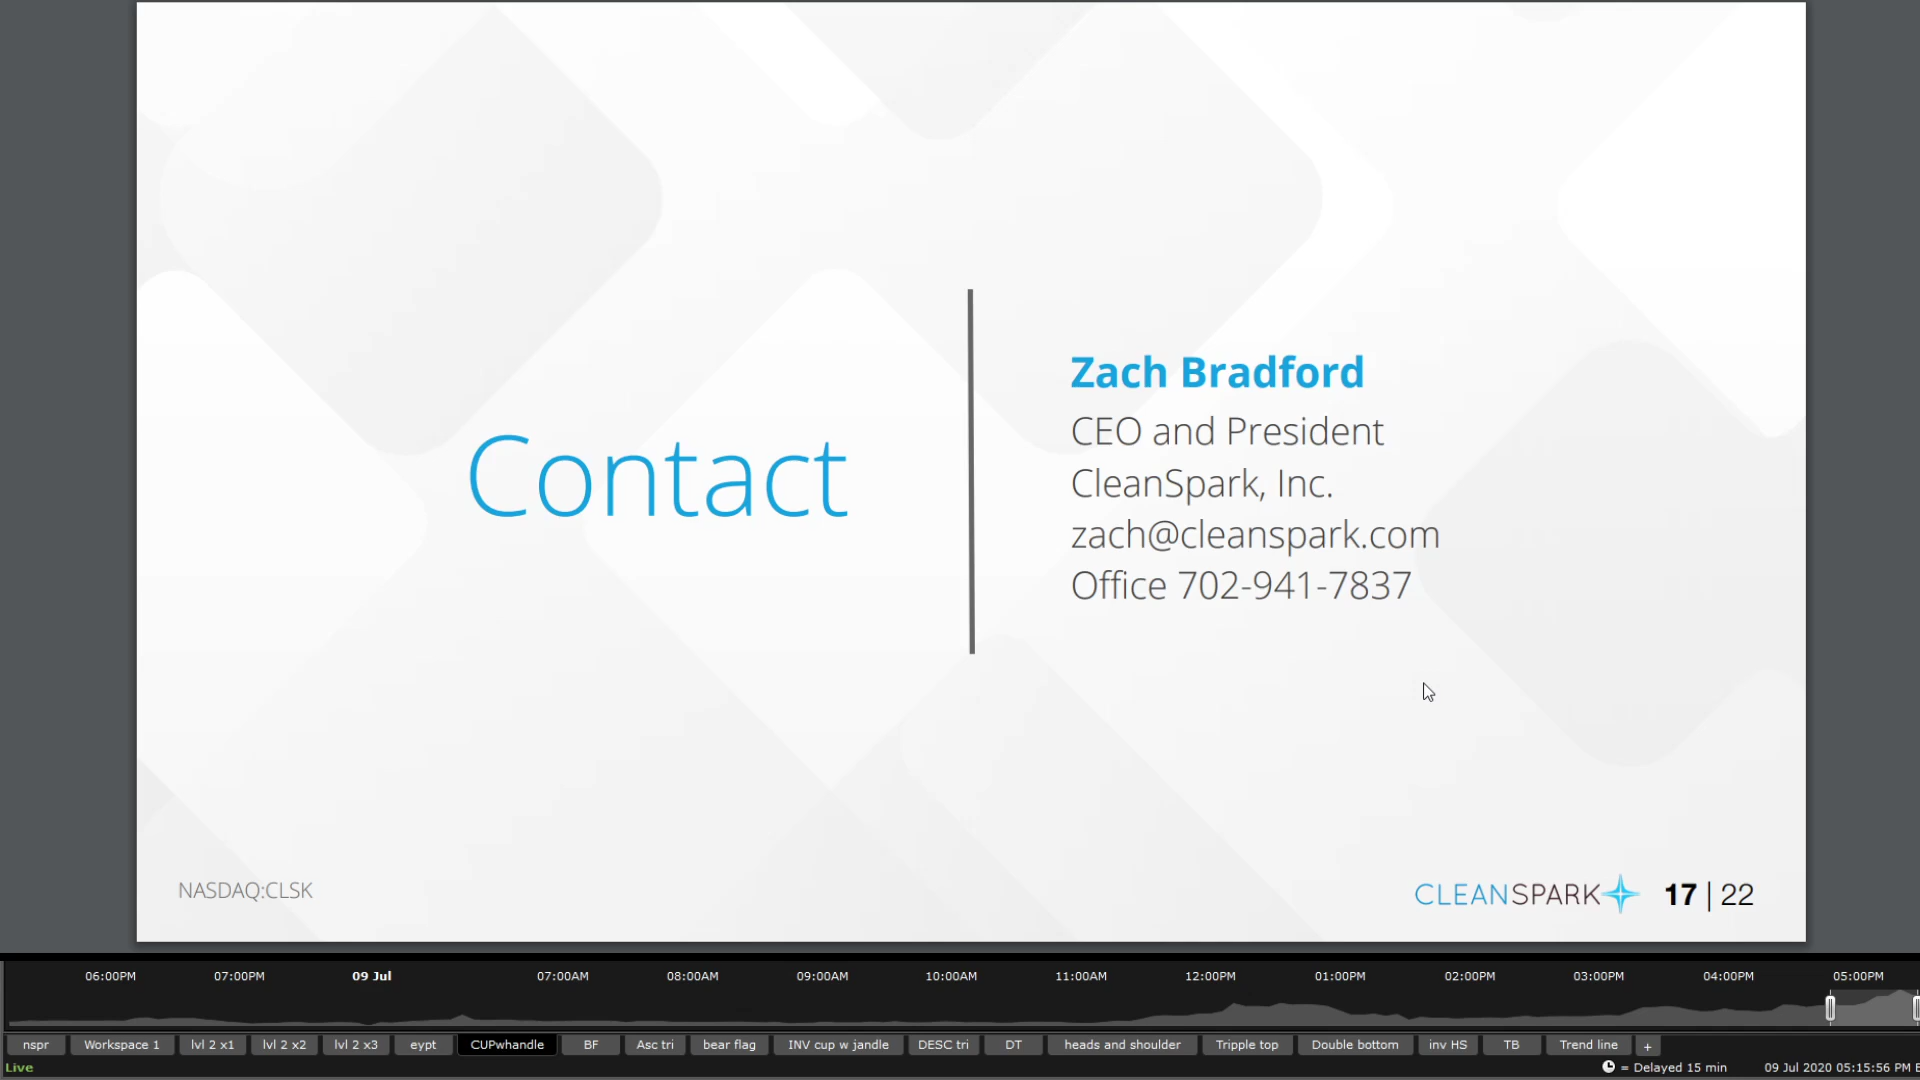 Contact
Zach Bradford
CEO and President
CleanSpark, Inc.
zach@cleanspark.com
Office 702-941-7837
NASDAQ:CLSK
CLEANSPARK 17 | 22
06:00PM 07:00PM 09 Jul 07:00AM 08:00AM 09:00AM 10:00AM 11:00AM 12:00PM 01:00PM 02:00PM 03:00PM 04:00PM 05:00PM
nspr Workspace 1 lvl 2 x1 lvl 2 x2 lvl 2 x3 eypt CUPwhandle BF Asc tri bear flag INV cup w jandle DESC tri DT heads and shoulder Tripple top Double bottom inv HS TB Trend line +
Live = Delayed 15 min 09 Jul 2020 05:15:56 PM